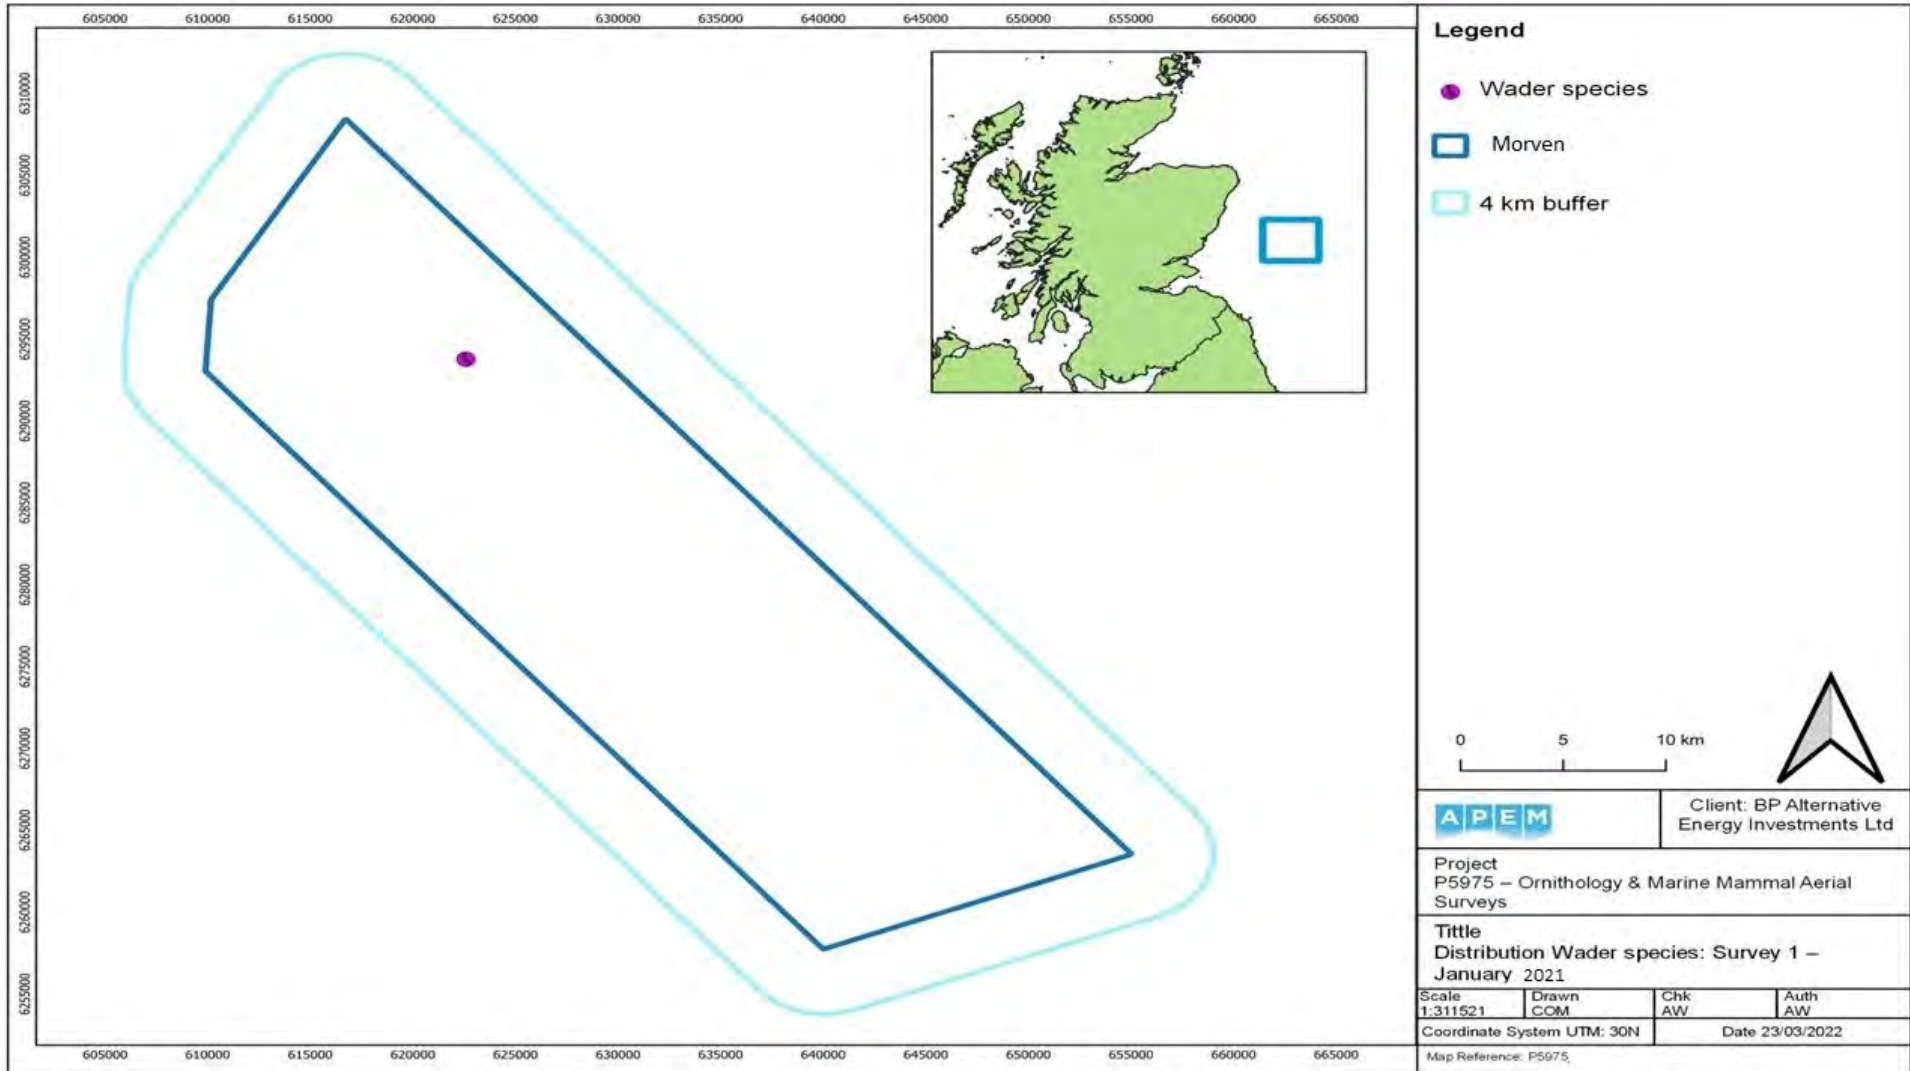 605000 610000 615000 620000 625000 630000 635000 640000 645000 650000 655000 660000 665000
6310000
6305000
6300000
6295000
6290000
6285000
6280000
6275000
6270000
6265000
6260000
6255000
605000 610000 615000 620000 625000 630000 635000 640000 645000 650000 655000 660000 665000
Legend
Wader species
Morven
4 km buffer
0 5 10 km
APEM
Client: BP Alternative
Energy Investments Ltd
Project
P5975 – Ornithology & Marine Mammal Aerial
Surveys
Tittle
Distribution Wader species: Survey 1 –
January 2021
Scale Drawn Chk Auth
1:311521 COM AW AW
Coordinate System UTM: 30N Date 23/03/2022
Map Reference: P5975